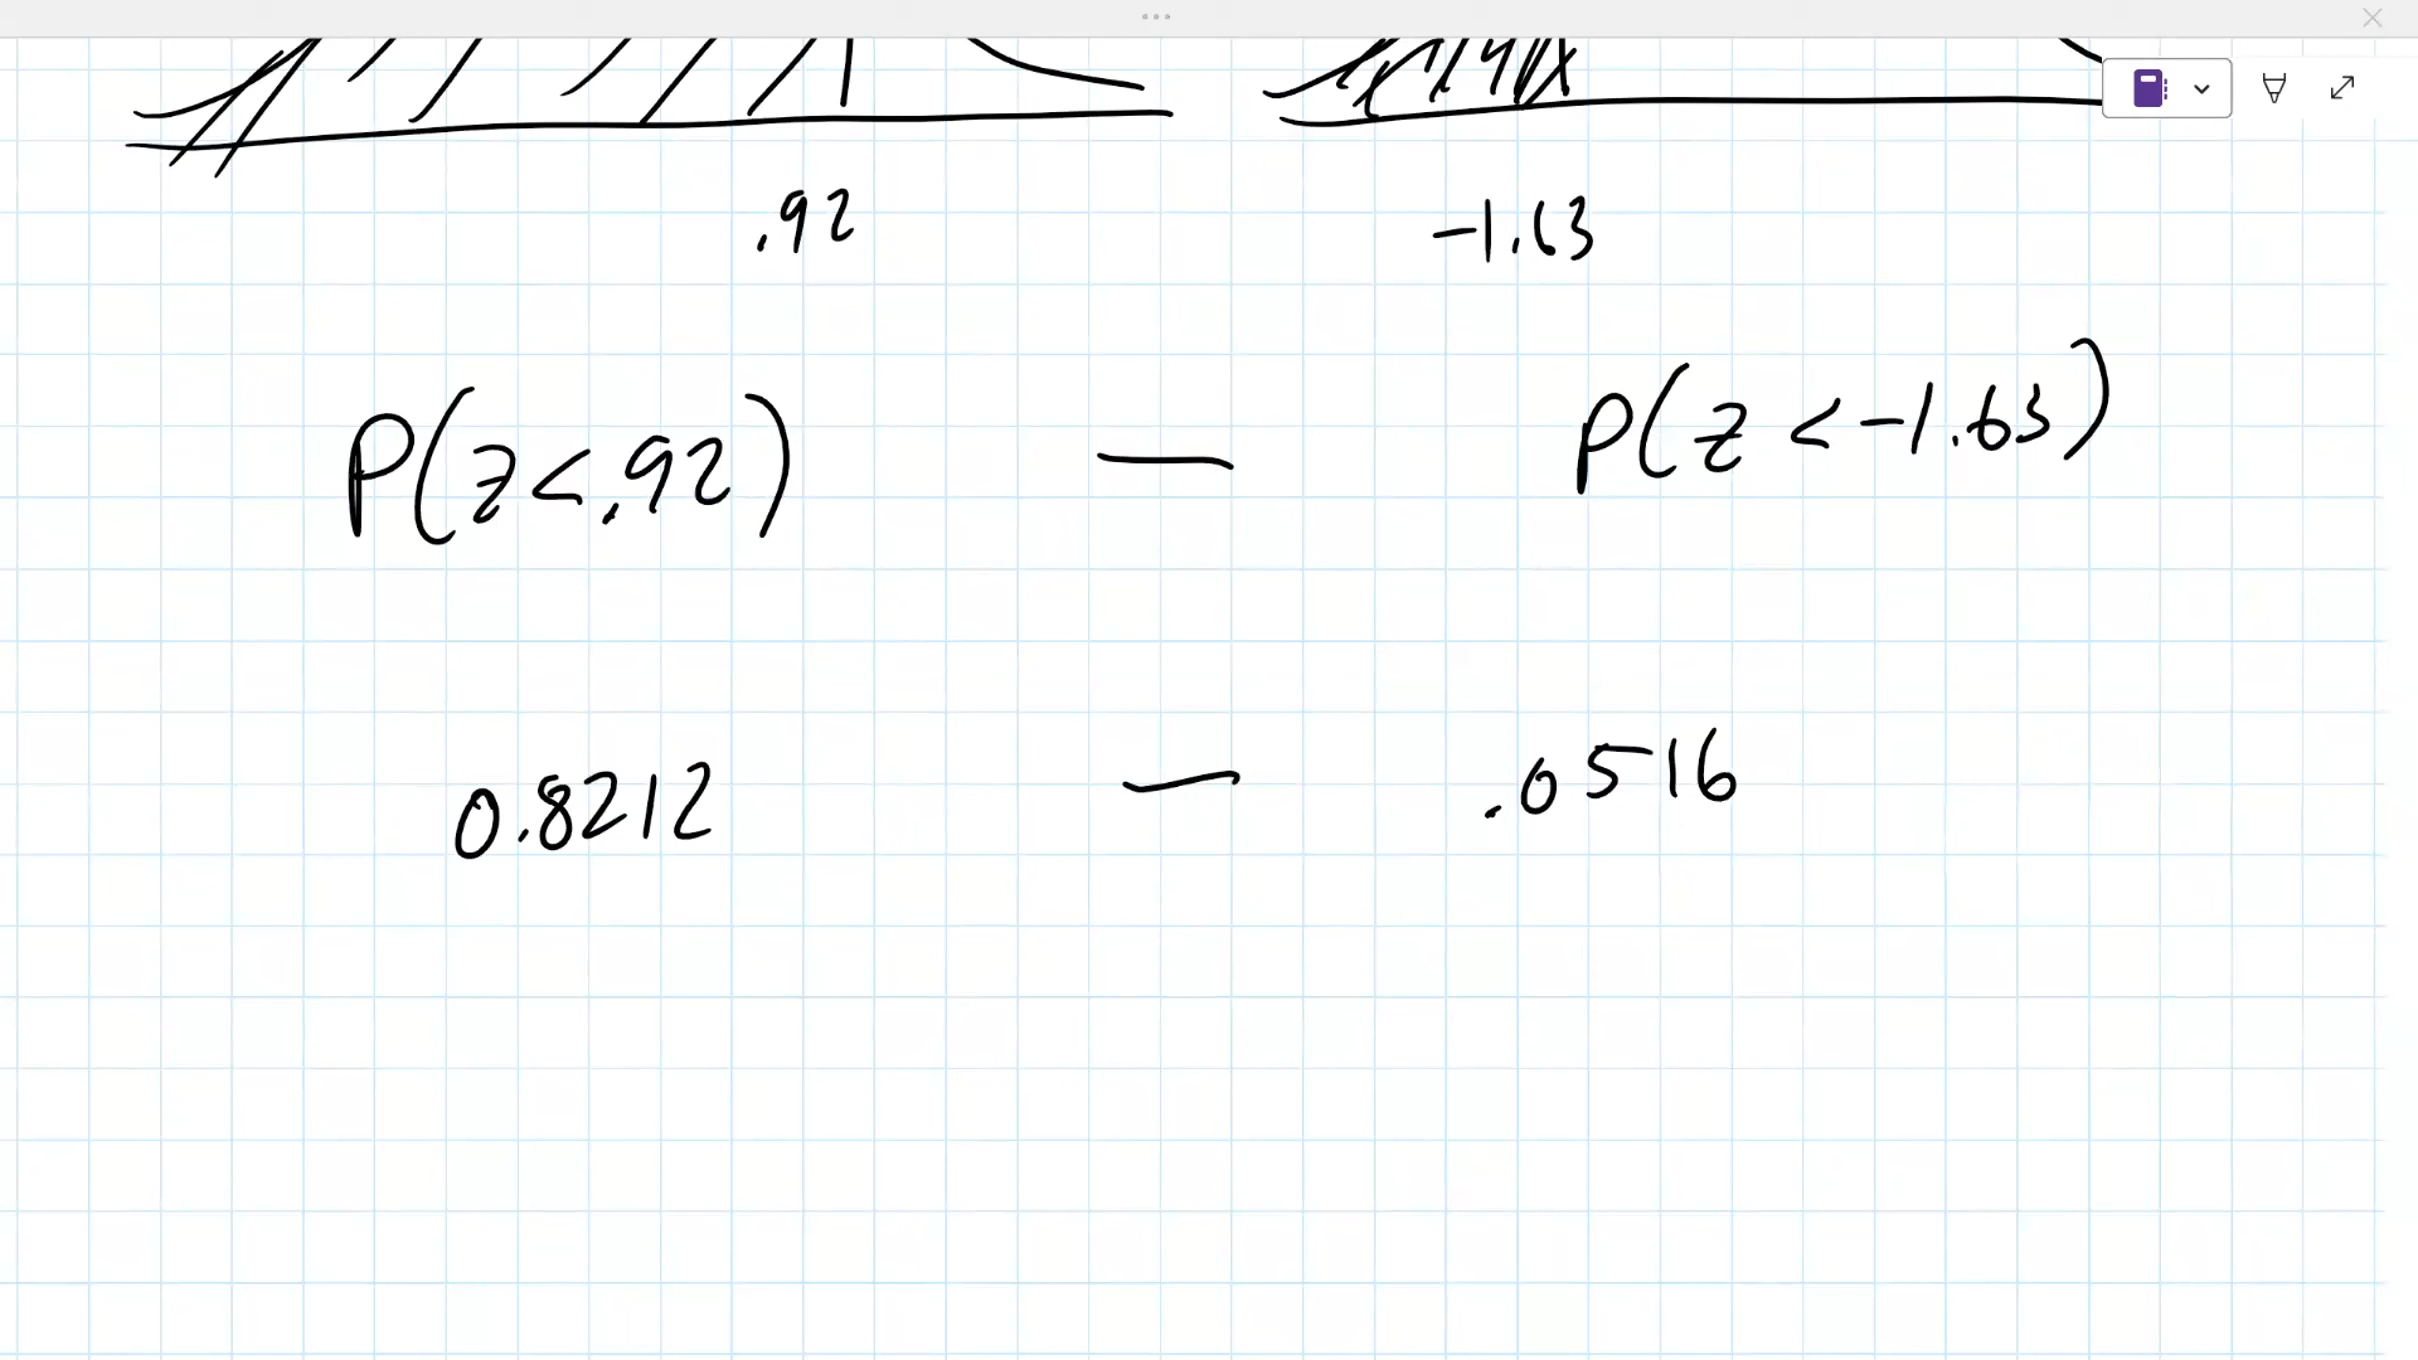 .92 -1.63
P(z<.92) — P(z<-1.63)
0.8212 — .0516